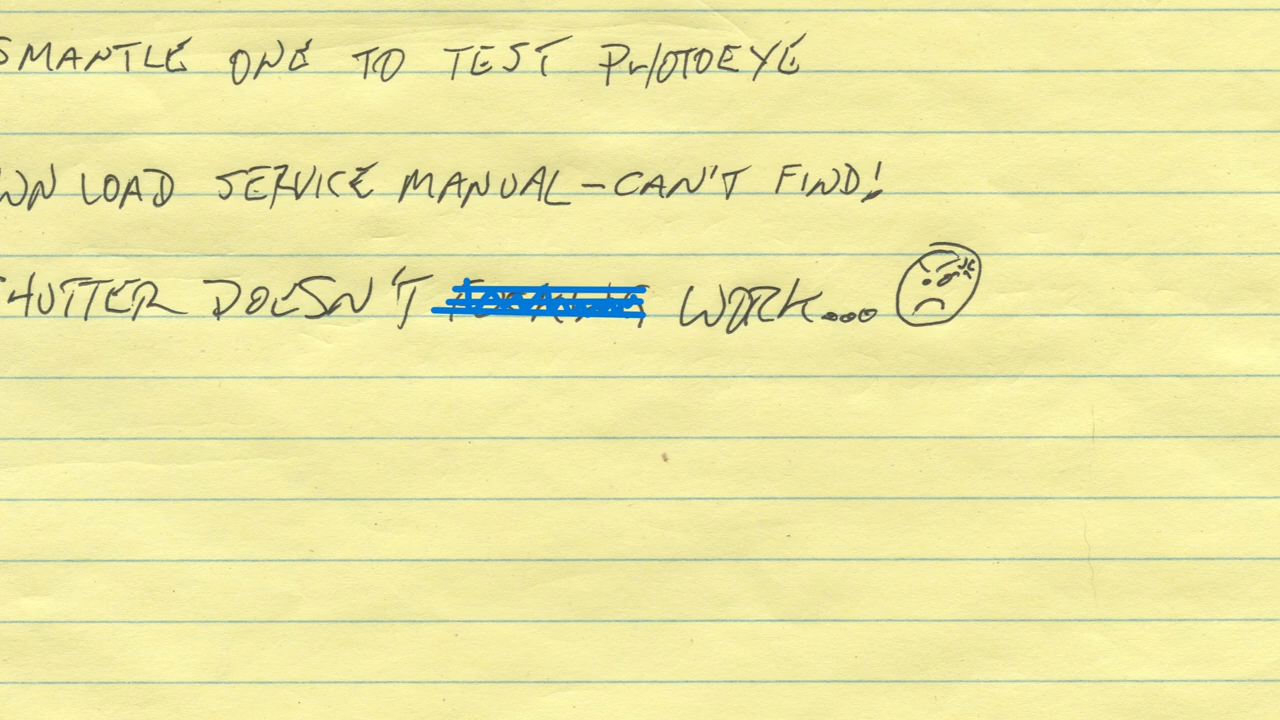 SMANTLE ONE TO TEST PHOTOEYE
WN LOAD SERVICE MANUAL - CAN'T FIND!
HUTTER DOESN'T WORK...